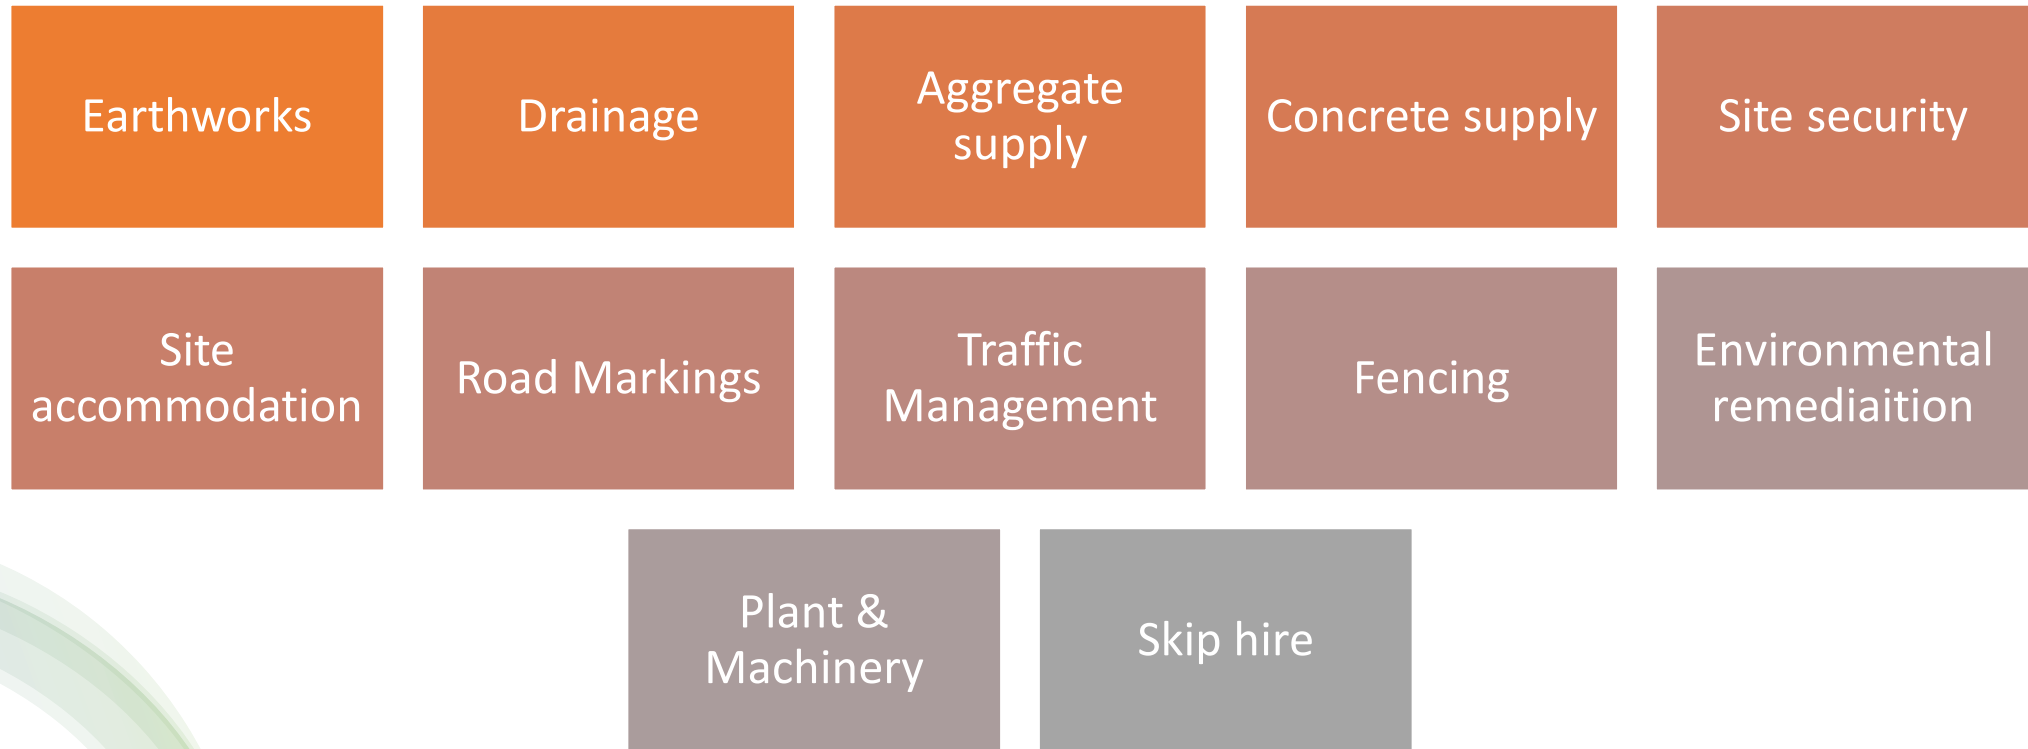 Earthworks
Drainage
Aggregate
supply
Concrete supply
Site security
Site
accommodation
Road Markings
Traffic
Management
Fencing
Environmental
remediaition
Plant &
Machinery
Skip hire